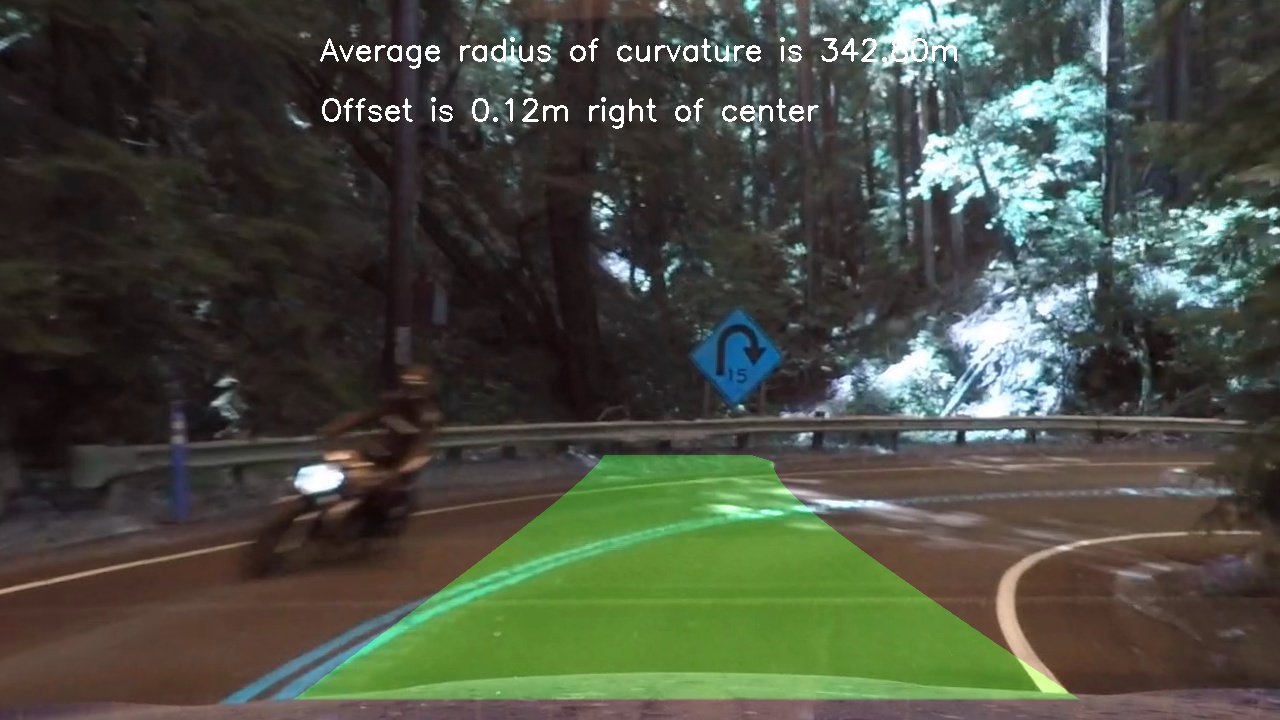 Average radius of curvature is 342.80m
Offset is 0.12m right of center
15